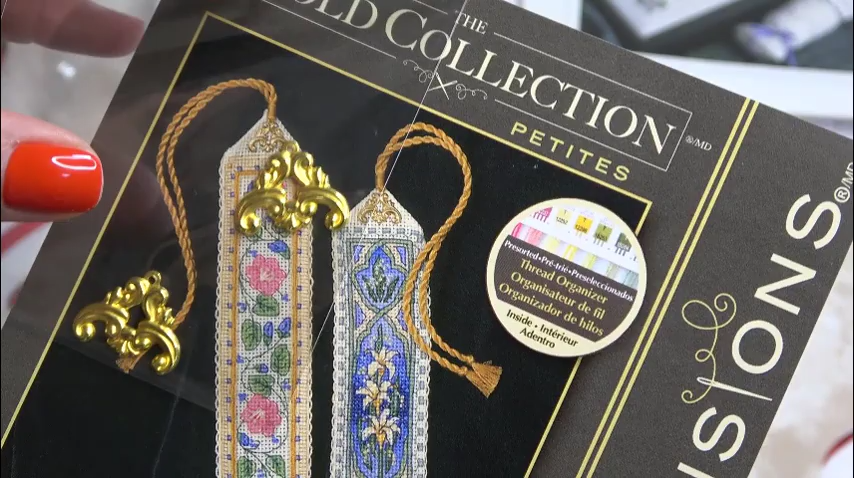 THE
OLD COLLECTION ®/MD
PETITES
Presorted•Pré-trié•Preseleccionados
Thread Organizer
Organisateur de fil
Organizador de hilos
Inside • Intérieur
Adentro
SIONS®/MD